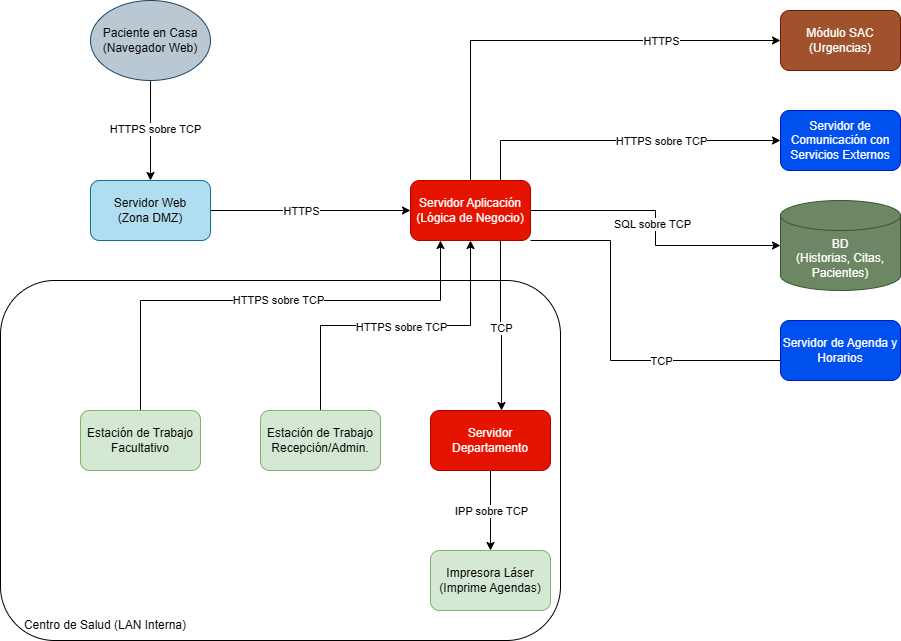 Paciente en Casa
(Navegador Web)
HTTPS sobre TCP
Servidor Web
(Zona DMZ)
HTTPS
Servidor Aplicación
(Lógica de Negocio)
HTTPS
Módulo SAC
(Urgencias)
HTTPS sobre TCP
Servidor de
Comunicación con
Servicios Externos
SQL sobre TCP
BD
(Historias, Citas,
Pacientes)
TCP
Servidor de Agenda y
Horarios
HTTPS sobre TCP
HTTPS sobre TCP
TCP
Estación de Trabajo
Facultativo
Estación de Trabajo
Recepción/Admin.
Servidor
Departamento
IPP sobre TCP
Impresora Láser
(Imprime Agendas)
Centro de Salud (LAN Interna)